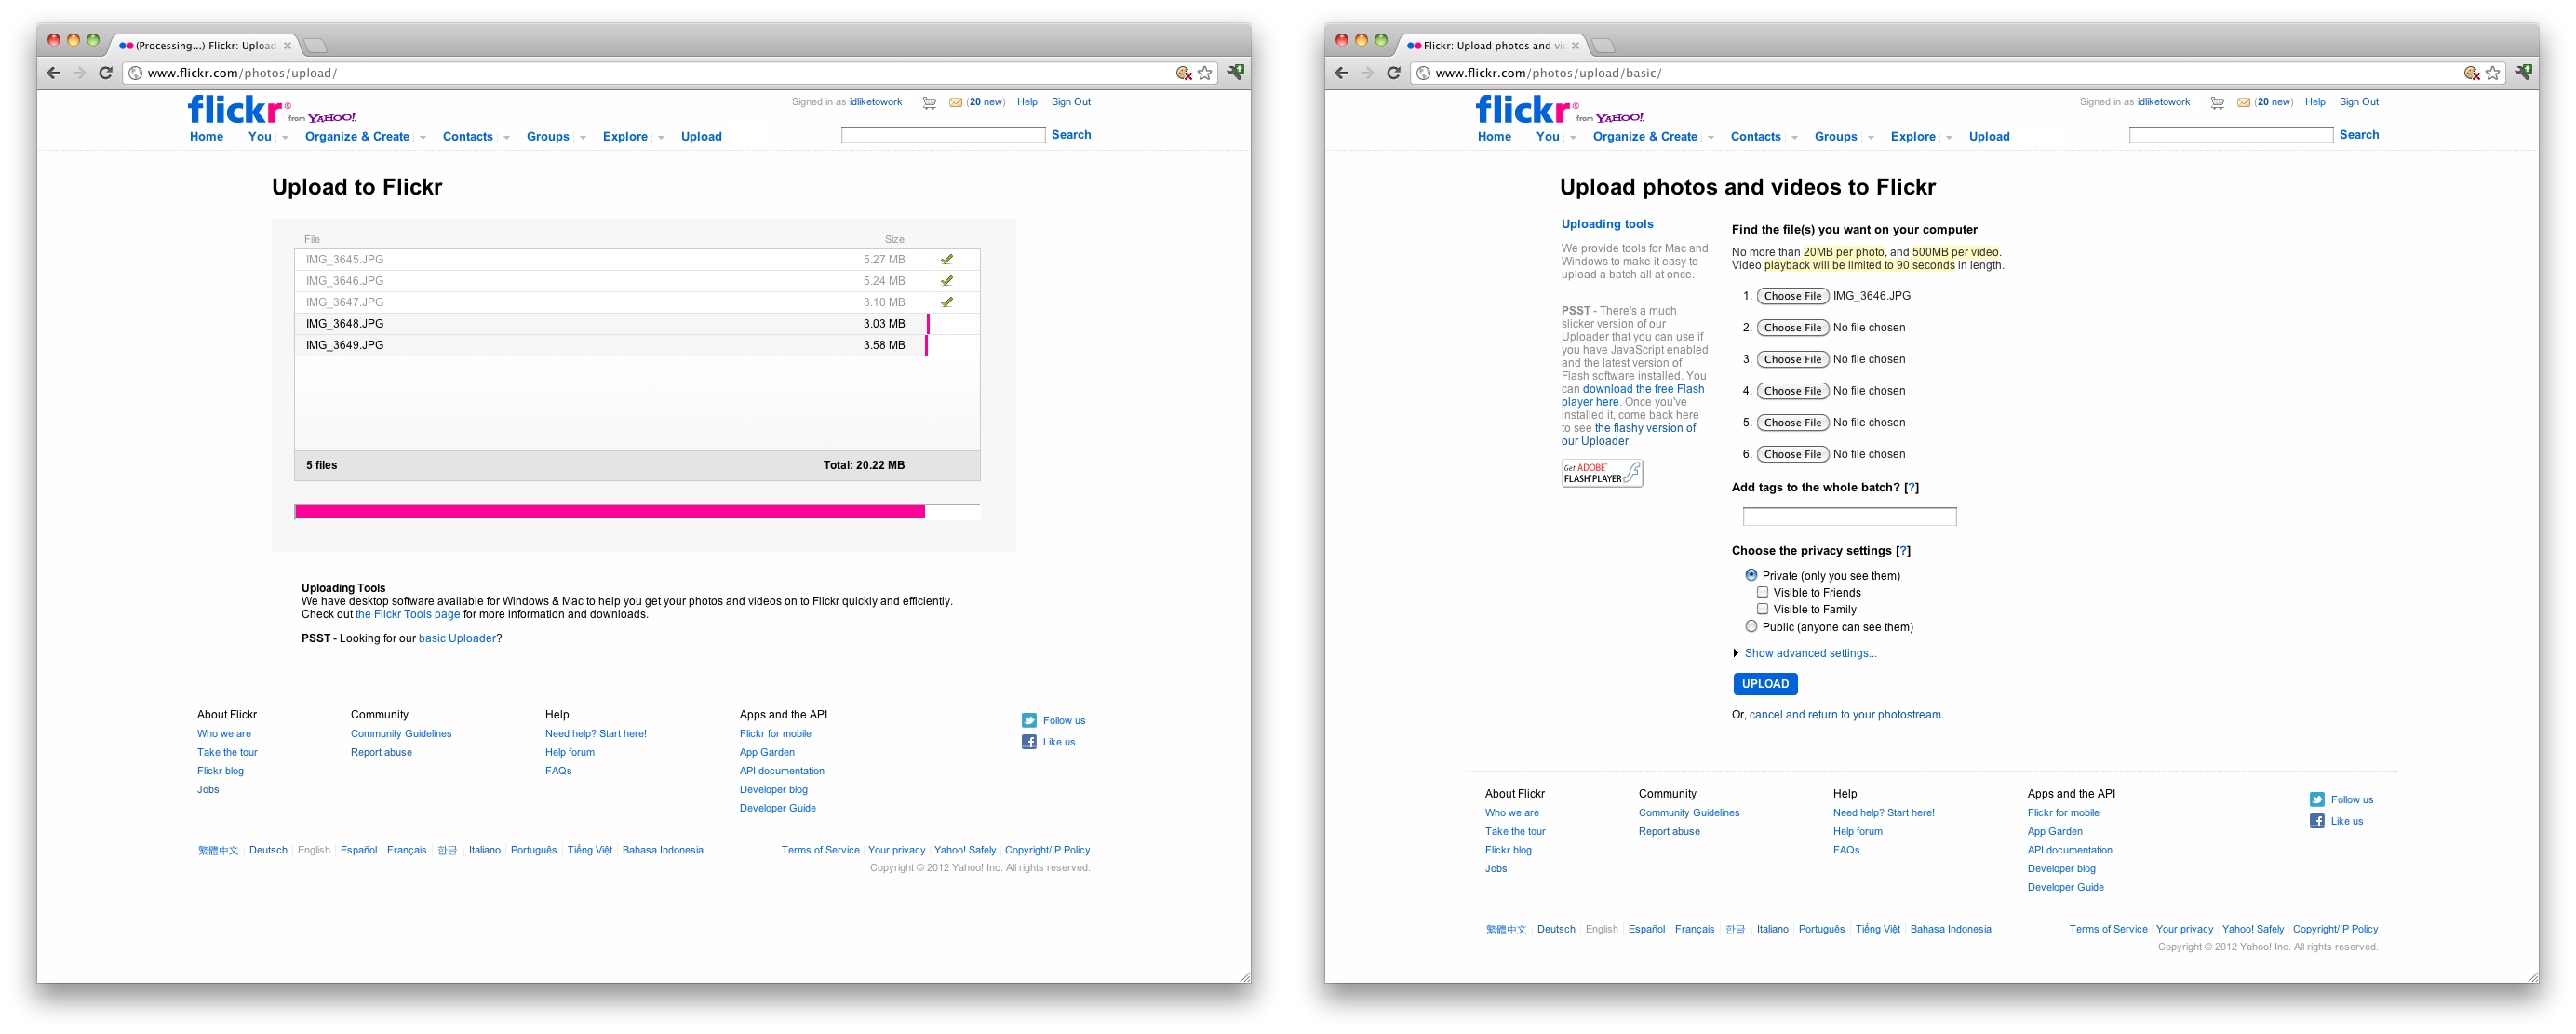 (Processing...) Flickr: Upload
www.flickr.com/photos/upload/
flickr® from YAHOO!
Signed in as idliketowork (20 new) Help Sign Out
Home You Organize & Create Contacts Groups Explore Upload Search
Upload to Flickr
File Size
IMG_3645.JPG 5.27 MB
IMG_3646.JPG 5.24 MB
IMG_3647.JPG 3.10 MB
IMG_3648.JPG 3.03 MB
IMG_3649.JPG 3.58 MB
5 files Total: 20.22 MB
Uploading Tools
We have desktop software available for Windows & Mac to help you get your photos and videos on to Flickr quickly and efficiently.
Check out the Flickr Tools page for more information and downloads.
PSST - Looking for our basic Uploader?
About Flickr
Who we are
Take the tour
Flickr blog
Jobs
Community
Community Guidelines
Report abuse
Help
Need help? Start here!
Help forum
FAQs
Apps and the API
Flickr for mobile
App Garden
API documentation
Developer blog
Developer Guide
Follow us
Like us
繁體中文 Deutsch English Español Français 한글 Italiano Português Tiếng Việt Bahasa Indonesia
Terms of Service Your privacy Yahoo! Safely Copyright/IP Policy
Copyright © 2012 Yahoo! Inc. All rights reserved.
Flickr: Upload photos and vid
www.flickr.com/photos/upload/basic/
flickr® from YAHOO!
Signed in as idliketowork (20 new) Help Sign Out
Home You Organize & Create Contacts Groups Explore Upload Search
Upload photos and videos to Flickr
Uploading tools
We provide tools for Mac and
Windows to make it easy to
upload a batch all at once.
PSST - There's a much
slicker version of our
Uploader that you can use if
you have JavaScript enabled
and the latest version of
Flash software installed. You
can download the free Flash
player here. Once you've
installed it, come back here
to see the flashy version of
our Uploader.
Get ADOBE®
FLASH® PLAYER
Find the file(s) you want on your computer
No more than 20MB per photo, and 500MB per video.
Video playback will be limited to 90 seconds in length.
1. Choose File IMG_3646.JPG
2. Choose File No file chosen
3. Choose File No file chosen
4. Choose File No file chosen
5. Choose File No file chosen
6. Choose File No file chosen
Add tags to the whole batch? [?]
Choose the privacy settings [?]
Private (only you see them)
Visible to Friends
Visible to Family
Public (anyone can see them)
Show advanced settings...
UPLOAD
Or, cancel and return to your photostream.
About Flickr
Who we are
Take the tour
Flickr blog
Jobs
Community
Community Guidelines
Report abuse
Help
Need help? Start here!
Help forum
FAQs
Apps and the API
Flickr for mobile
App Garden
API documentation
Developer blog
Developer Guide
Follow us
Like us
繁體中文 Deutsch English Español Français 한글 Italiano Português Tiếng Việt Bahasa Indonesia
Terms of Service Your privacy Yahoo! Safely Copyright/IP Policy
Copyright © 2012 Yahoo! Inc. All rights reserved.